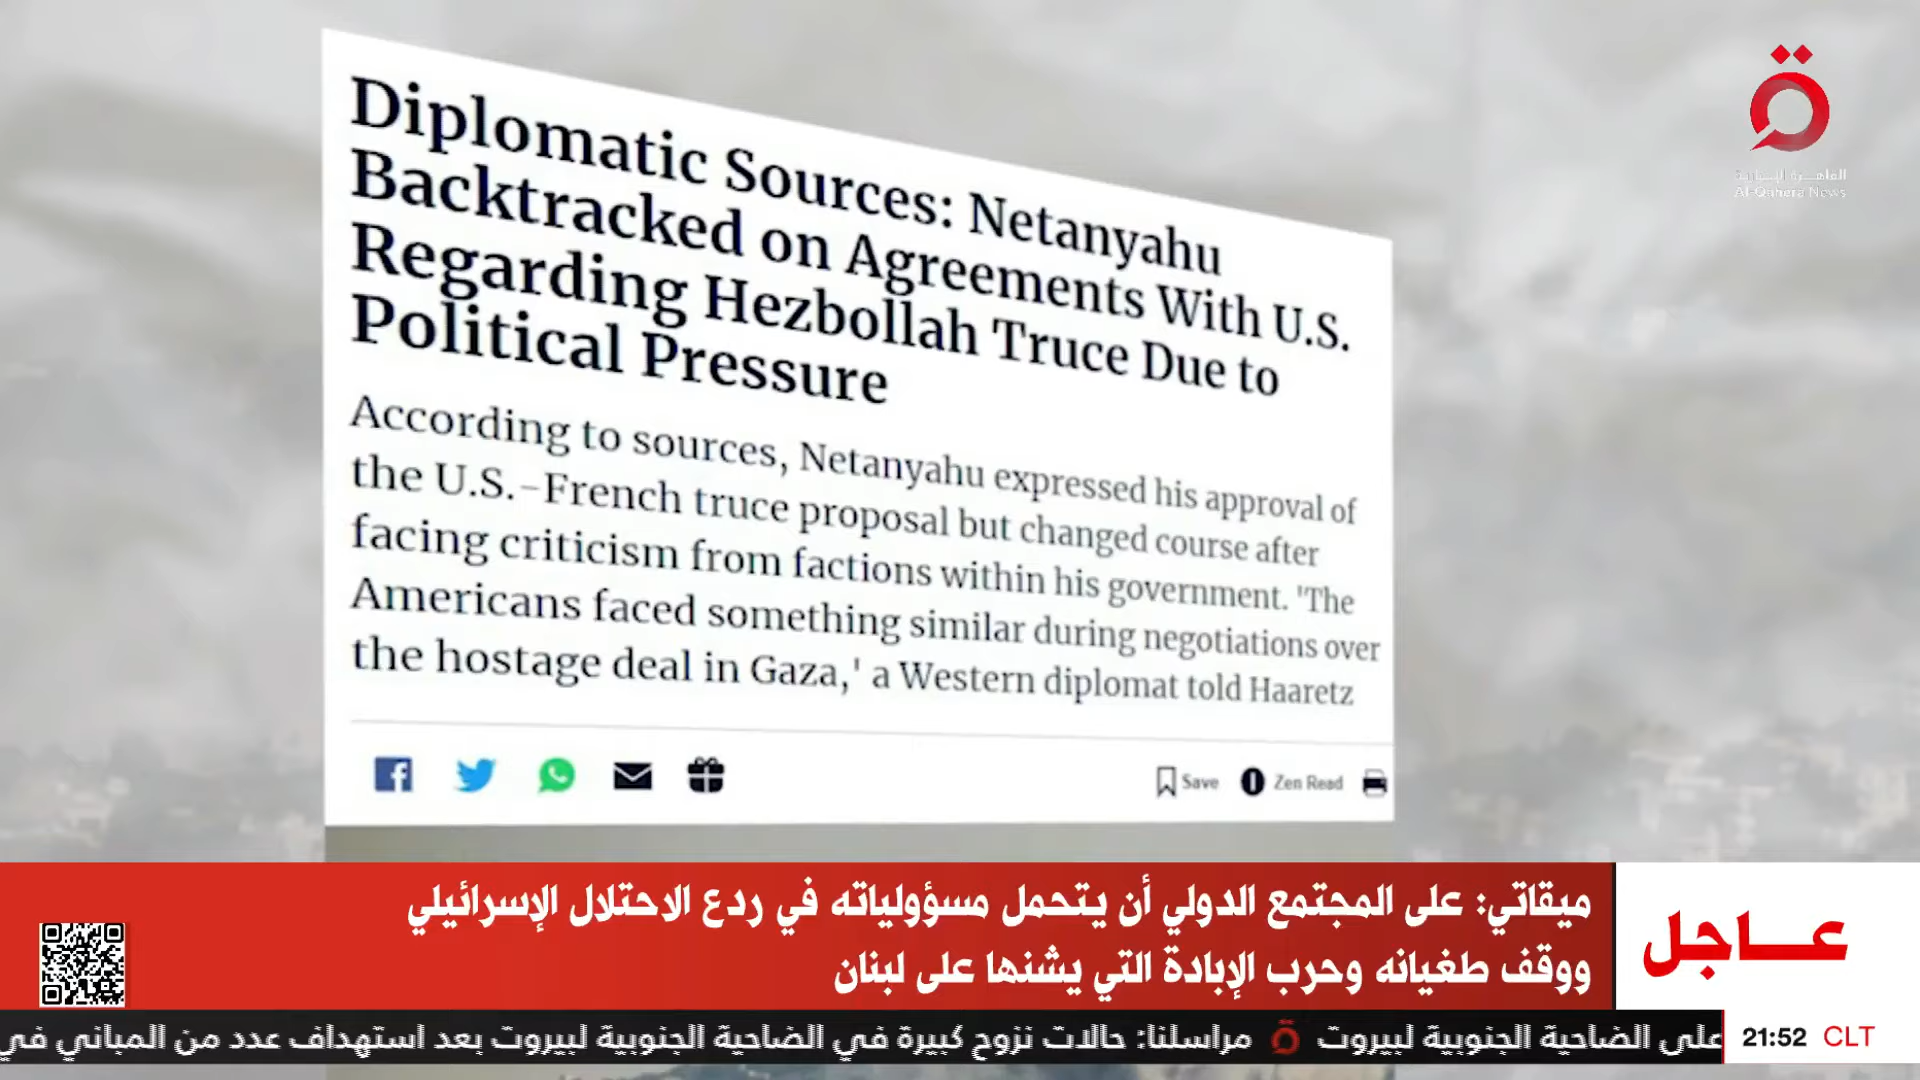 Diplomatic Sources: Netanyahu
Backtracked on Agreements With U.S.
Regarding Hezbollah Truce Due to
Political Pressure
According to sources, Netanyahu expressed his approval of
the U.S.-French truce proposal but changed course after
facing criticism from factions within his government. 'The
Americans faced something similar during negotiations over
the hostage deal in Gaza,' a Western diplomat told Haaretz
Save
Zen Read
القاهرة الإخبارية
Al-Qahera News
عاجل
ميقاتي: على المجتمع الدولي أن يتحمل مسؤولياته في ردع الاحتلال الإسرائيلي
ووقف طغيانه وحرب الإبادة التي يشنها على لبنان
على الضاحية الجنوبية لبيروت
مراسلنا: حالات نزوح كبيرة في الضاحية الجنوبية لبيروت بعد استهداف عدد من المباني في
21:52 CLT